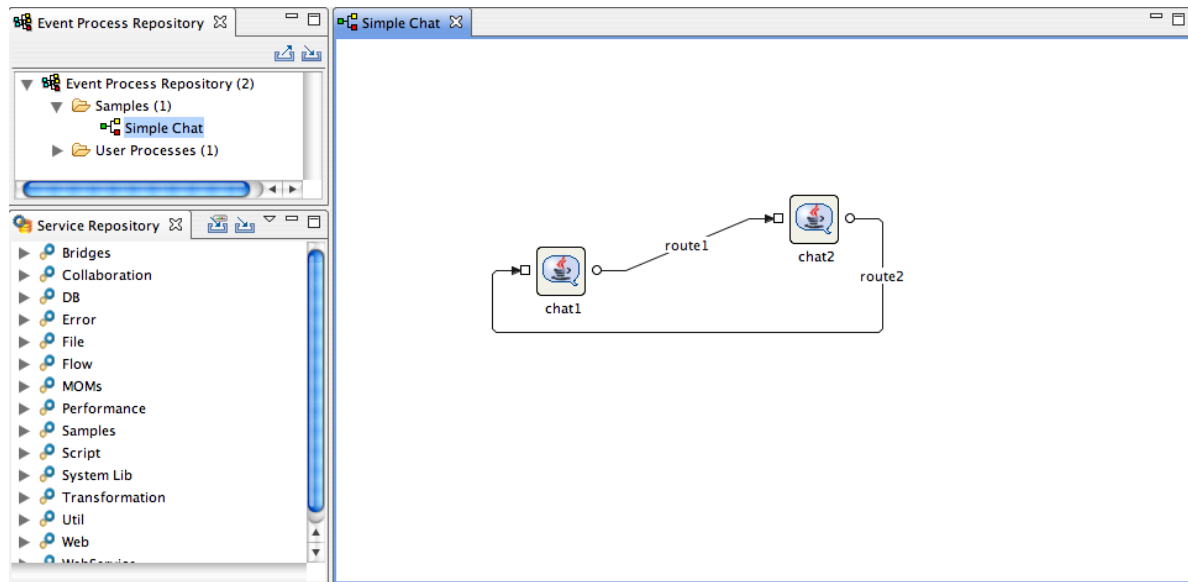 Event Process Repository
Event Process Repository (2)
Samples (1)
Simple Chat
User Processes (1)
Service Repository
Bridges
Collaboration
DB
Error
File
Flow
MOMs
Performance
Samples
Script
System Lib
Transformation
Util
Web
WebService
Simple Chat
route1
chat2
route2
chat1